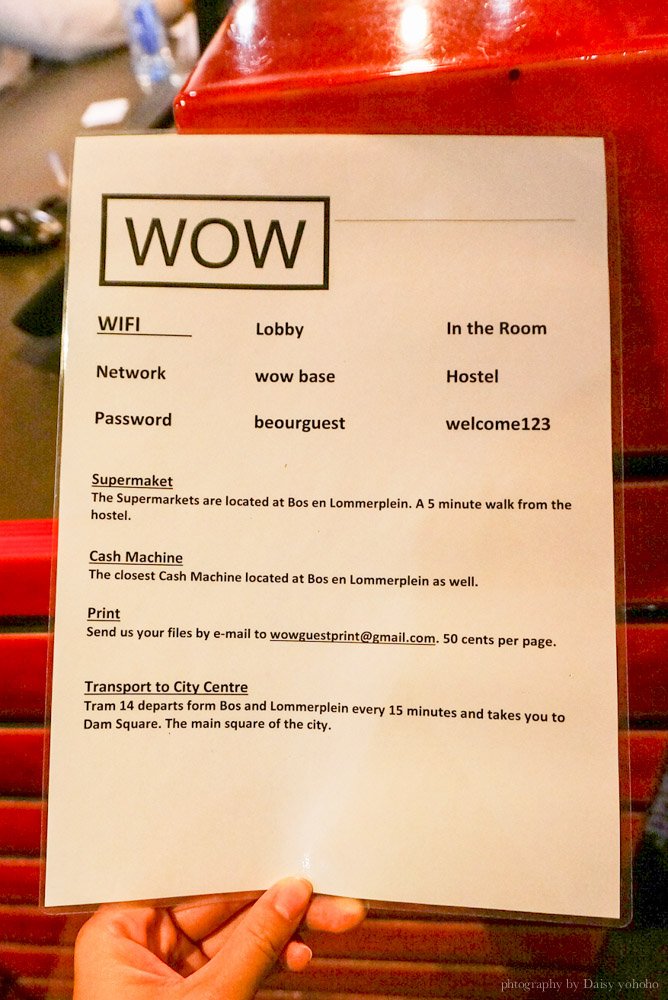 WOW
WIFI Lobby In the Room
Network wow base Hostel
Password beourguest welcome123
Supermaket
The Supermarkets are located at Bos en Lommerplein. A 5 minute walk from the
hostel.
Cash Machine
The closest Cash Machine located at Bos en Lommerplein as well.
Print
Send us your files by e-mail to wowguestprint@gmail.com. 50 cents per page.
Transport to City Centre
Tram 14 departs form Bos and Lommerplein every 15 minutes and takes you to
Dam Square. The main square of the city.
ptotography by Daisy yohoho